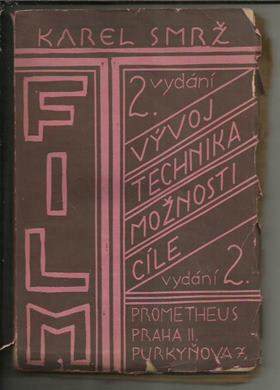 KAREL SMRŽ
FILM
2. vydání
VÝVOJ
TECHNIKA
MOŽNOSTI
CÍLE
vydání 2.
PROMETHEUS
PRAHA II
PURKYŇOVA 7.